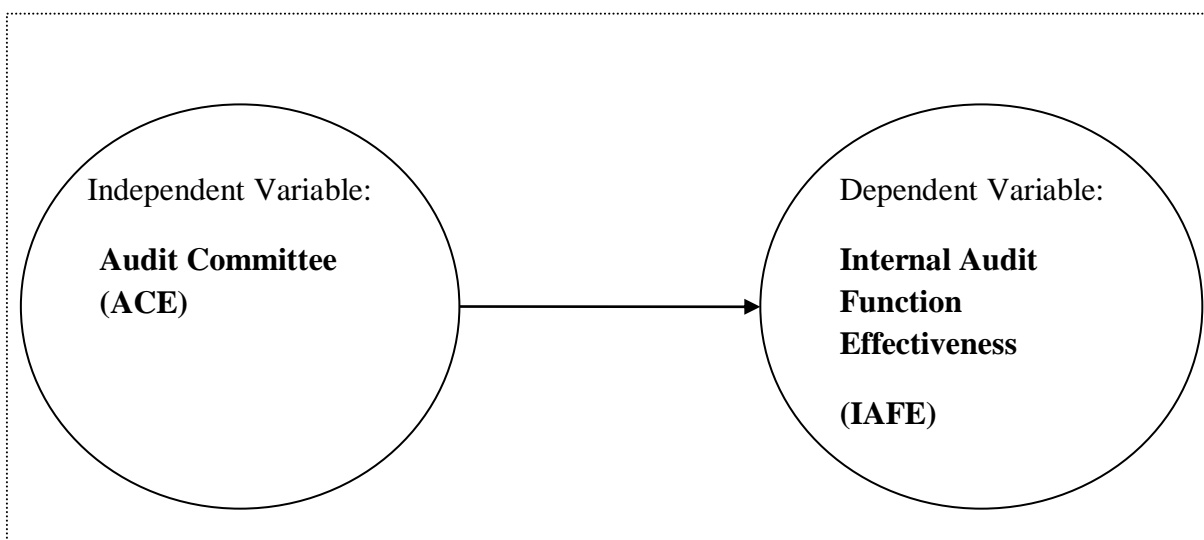 Independent Variable:
Audit Committee
(ACE)
Dependent Variable:
Internal Audit
Function
Effectiveness
(IAFE)